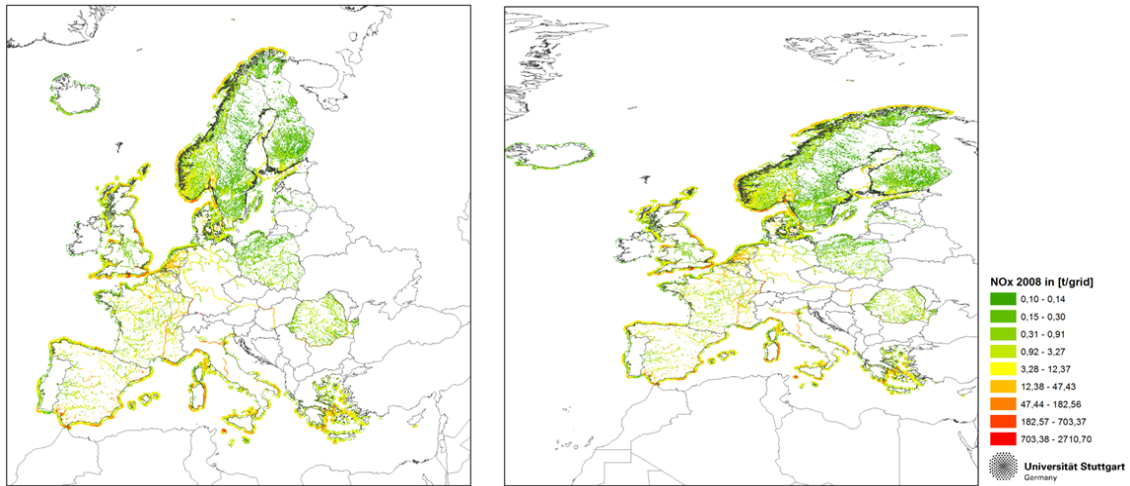 NOx 2008 in [t/grid]
0,10 - 0,14
0,15 - 0,30
0,31 - 0,91
0,92 - 3,27
3,28 - 12,37
12,38 - 47,43
47,44 - 182,56
182,57 - 703,37
703,38 - 2710,70
Universität Stuttgart
Germany